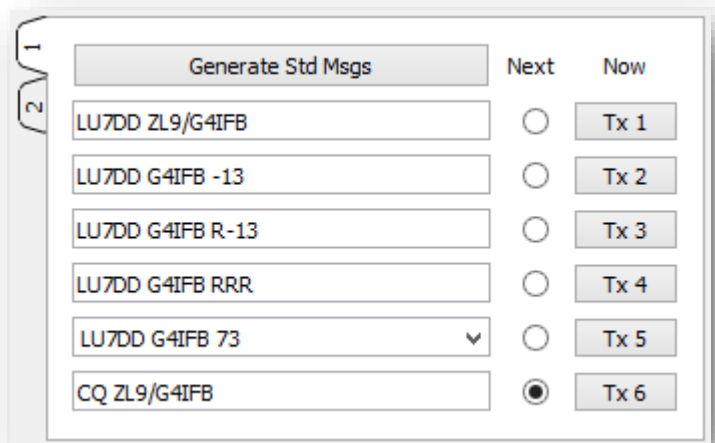 1
2
Generate Std Msgs Next Now
LU7DD ZL9/G4IFB Tx 1
LU7DD G4IFB -13 Tx 2
LU7DD G4IFB R-13 Tx 3
LU7DD G4IFB RRR Tx 4
LU7DD G4IFB 73 Tx 5
CQ ZL9/G4IFB Tx 6